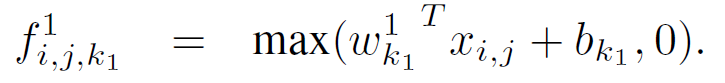 $f^1_{i,j,k_1} = \max({w^1_{k_1}}^T x_{i,j} + b_{k_1}, 0).$